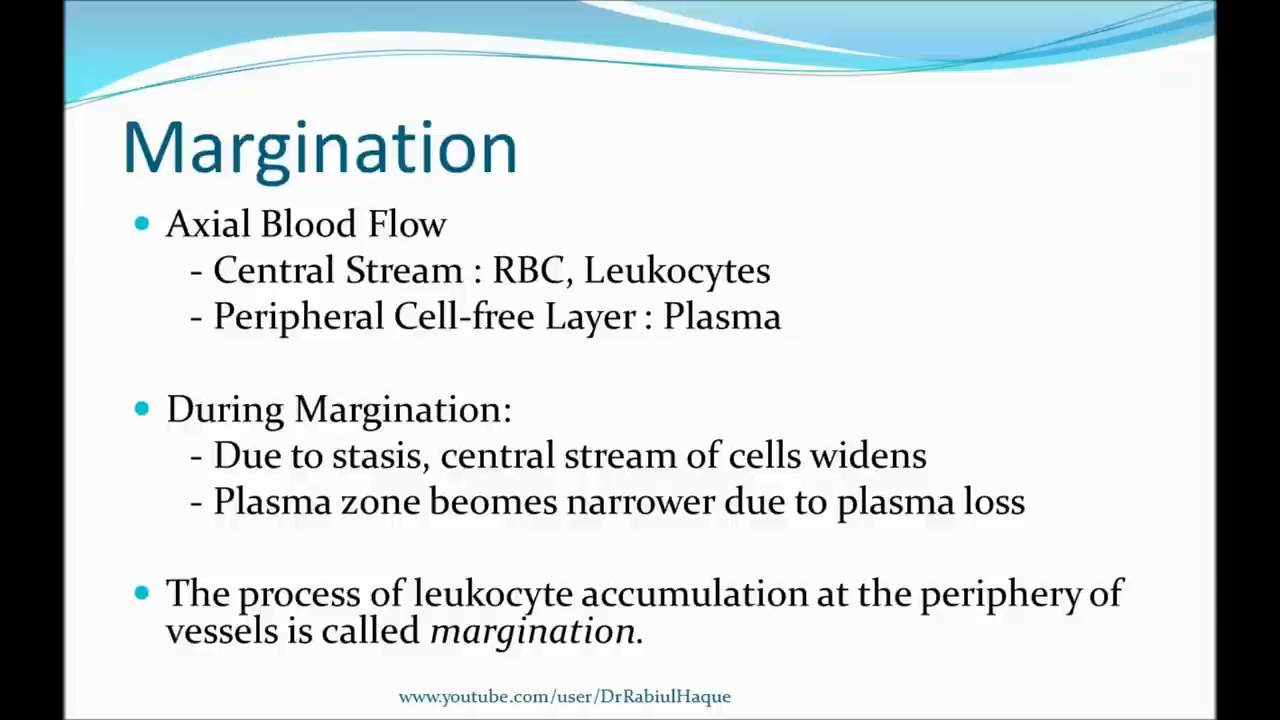 Margination
• Axial Blood Flow
- Central Stream : RBC, Leukocytes
- Peripheral Cell-free Layer : Plasma
• During Margination:
- Due to stasis, central stream of cells widens
- Plasma zone beomes narrower due to plasma loss
• The process of leukocyte accumulation at the periphery of
vessels is called margination.
www.youtube.com/user/DrRabiulHaque